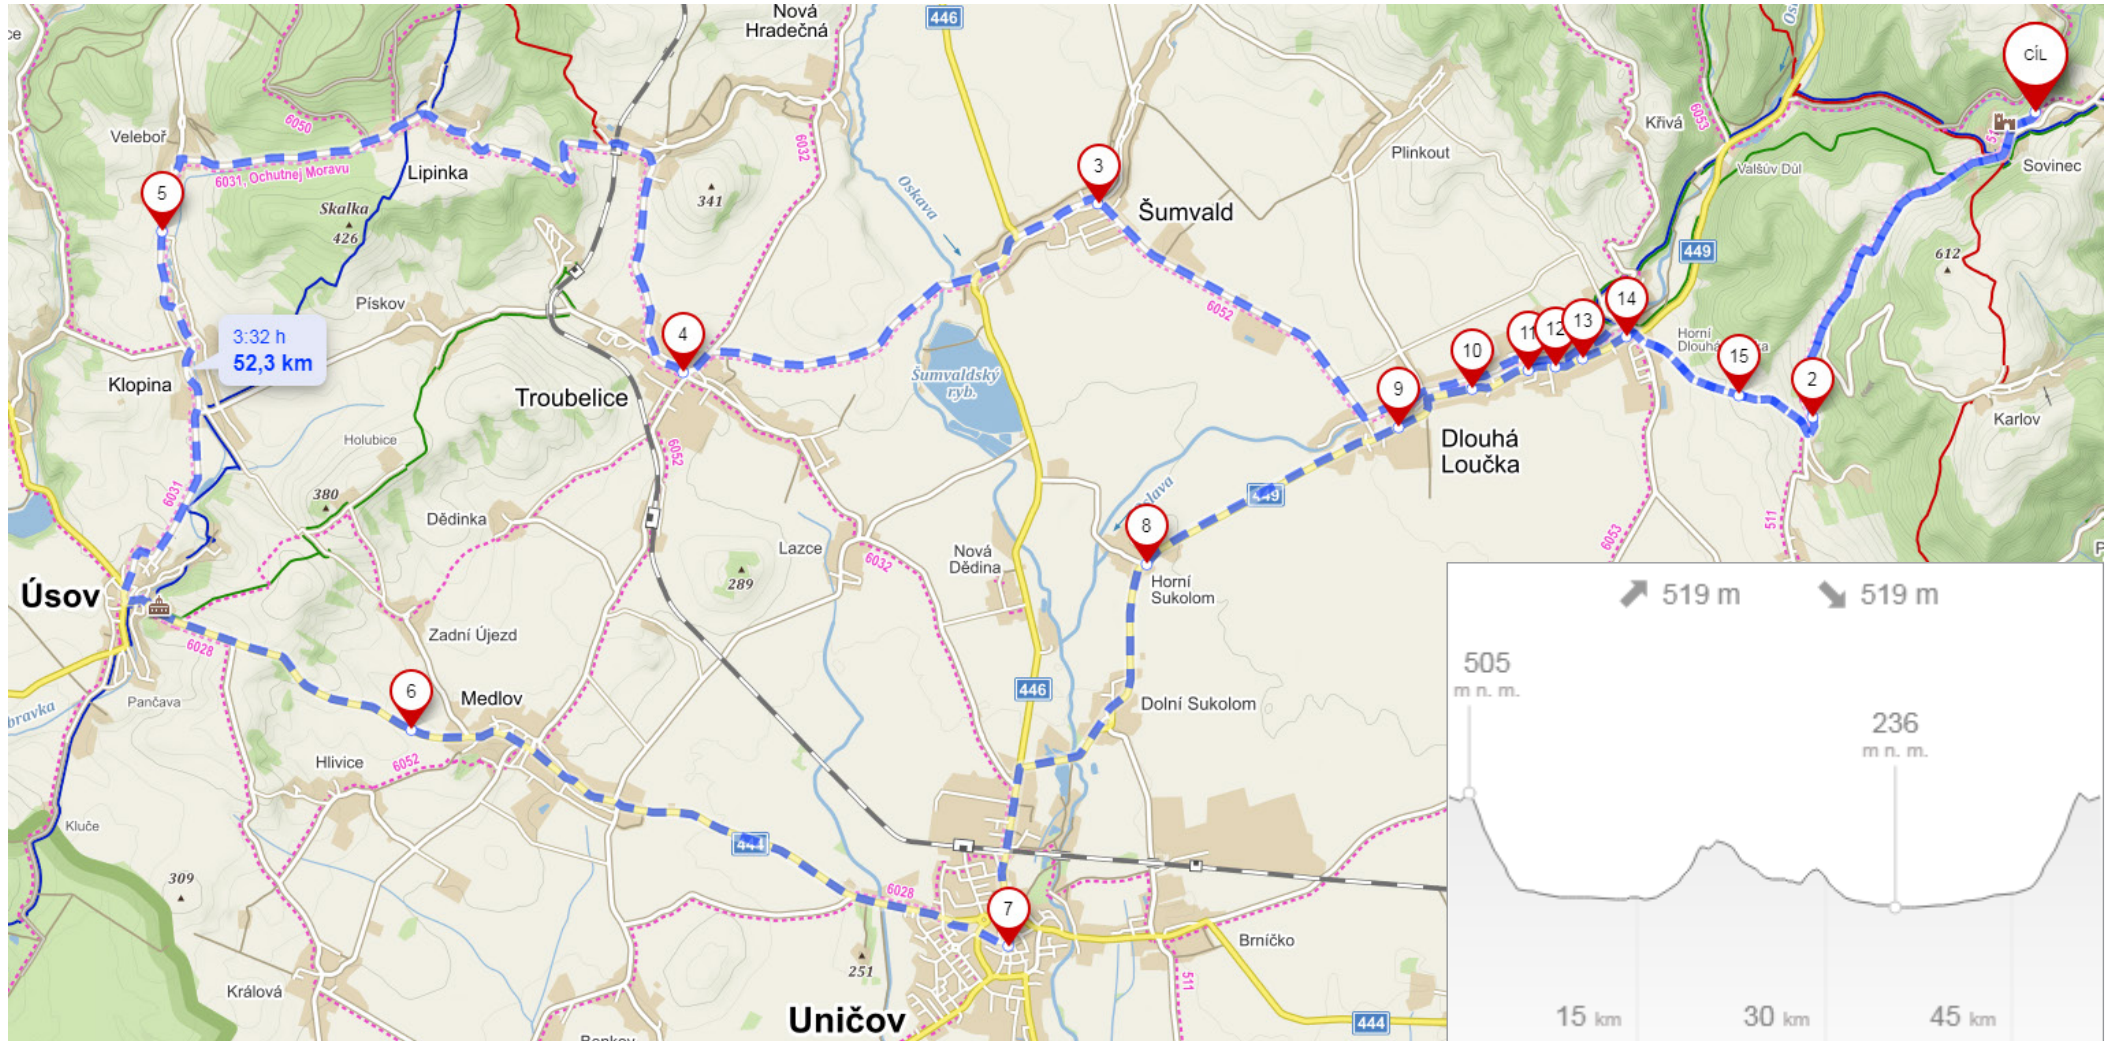 Nová
Hradečná
446
CÍL
6050
Veleboř
6032
6053
Křivá
3
Plinkout
Valšův Důl
Sovinec
6031, Ochutnej Moravu
Lipinka
5
Skalka
426
341
Oskava
Šumvald
449
612
Pískov
6052
14
3:32 h
52,3 km
4
Šumvaldský
ryb.
10
11
12
13
Horní
15
2
Klopina
Troubelice
9
Karlov
Holubice
6052
Dlouhá
Loučka
6031
380
Dědinka
449
8
511
6053
Lazce
289
6032
Nová
Dědina
Horní
Sukolom
Úsov
6028
Zadní Újezd
6
Medlov
Pančava
446
Dolní Sukolom
Hlivice
6052
Kluče
444
309
6028
7
251
Brníčko
511
Králová
Uničov
444
519 m
519 m
505
m n. m.
236
m n. m.
15 km
30 km
45 km